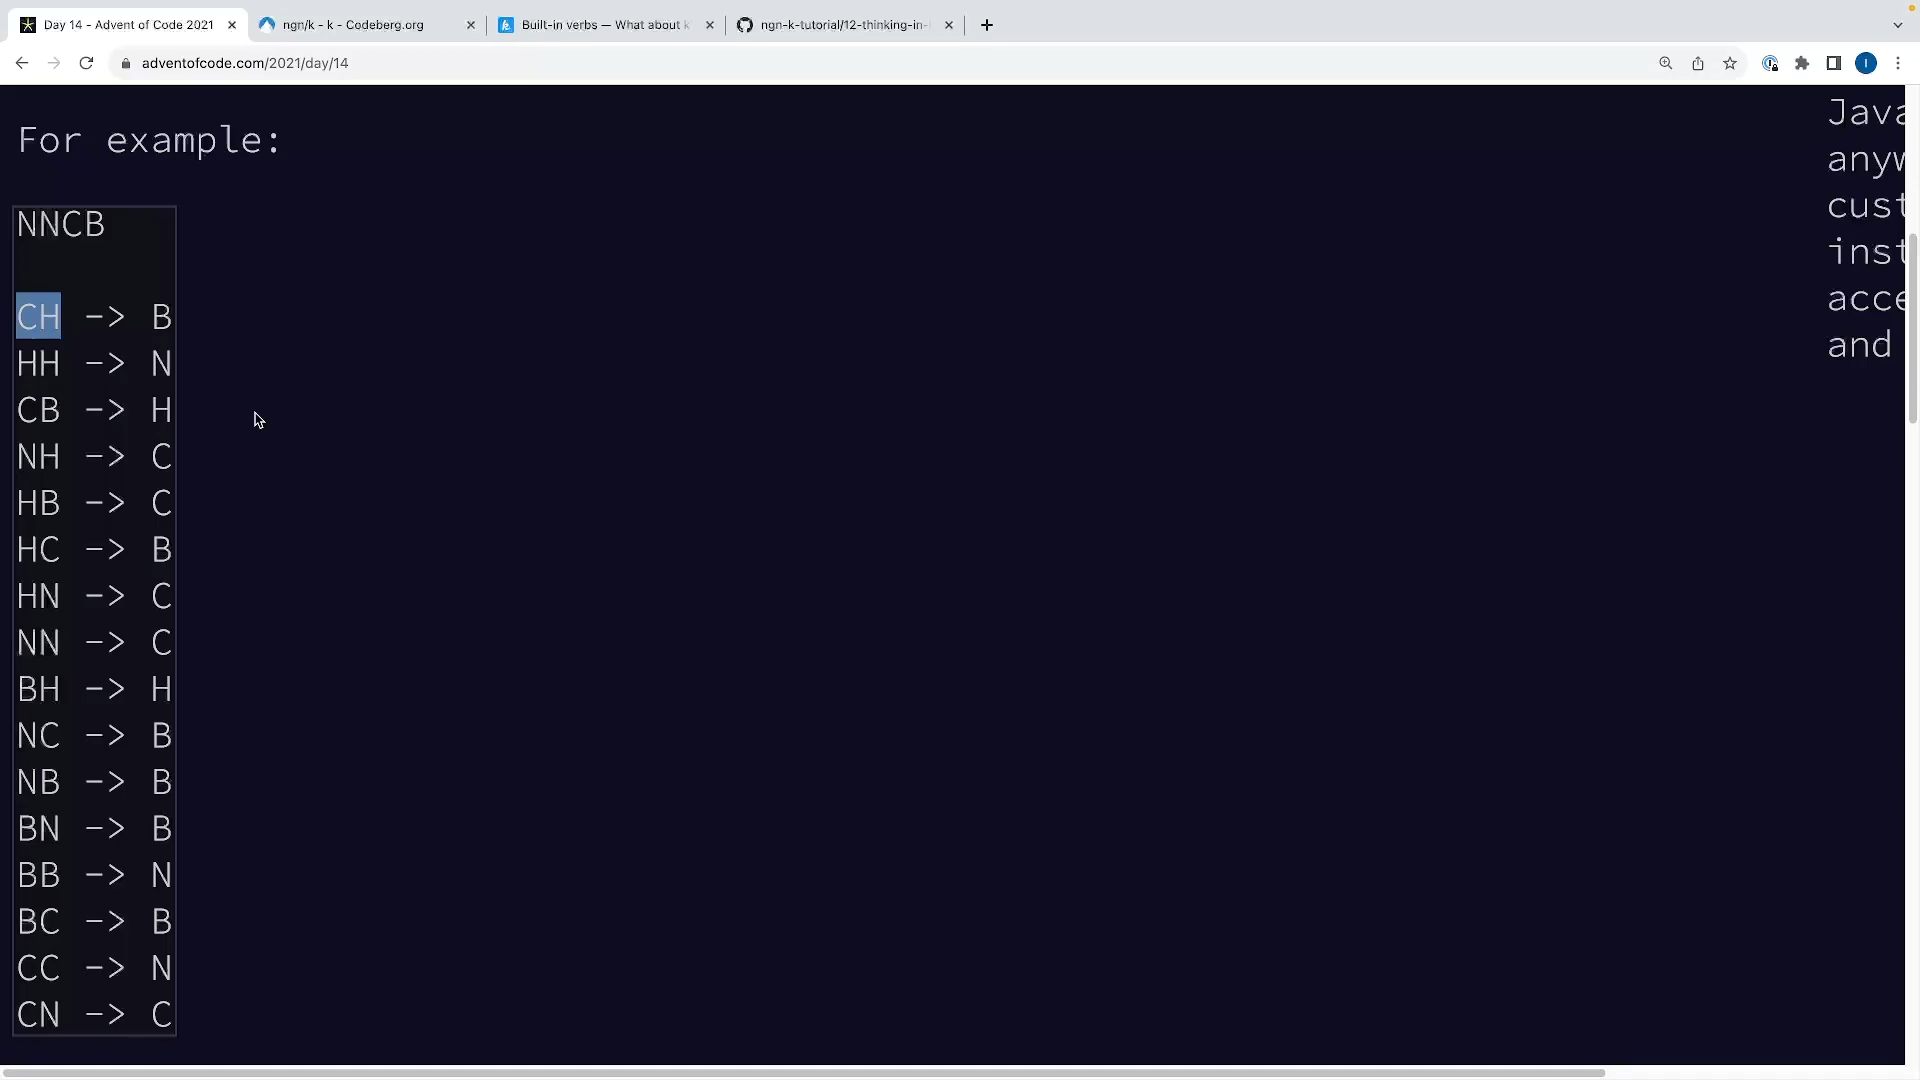 Day 14 - Advent of Code 2021
ngn/k - k - Codeberg.org
Built-in verbs — What about k
ngn-k-tutorial/12-thinking-in-
adventofcode.com/2021/day/14
I
For example:
NNCB
CH -> B
HH -> N
CB -> H
NH -> C
HB -> C
HC -> B
HN -> C
NN -> C
BH -> H
NC -> B
NB -> B
BN -> B
BB -> N
BC -> B
CC -> N
CN -> C
Java
anyw
cust
inst
acce
and